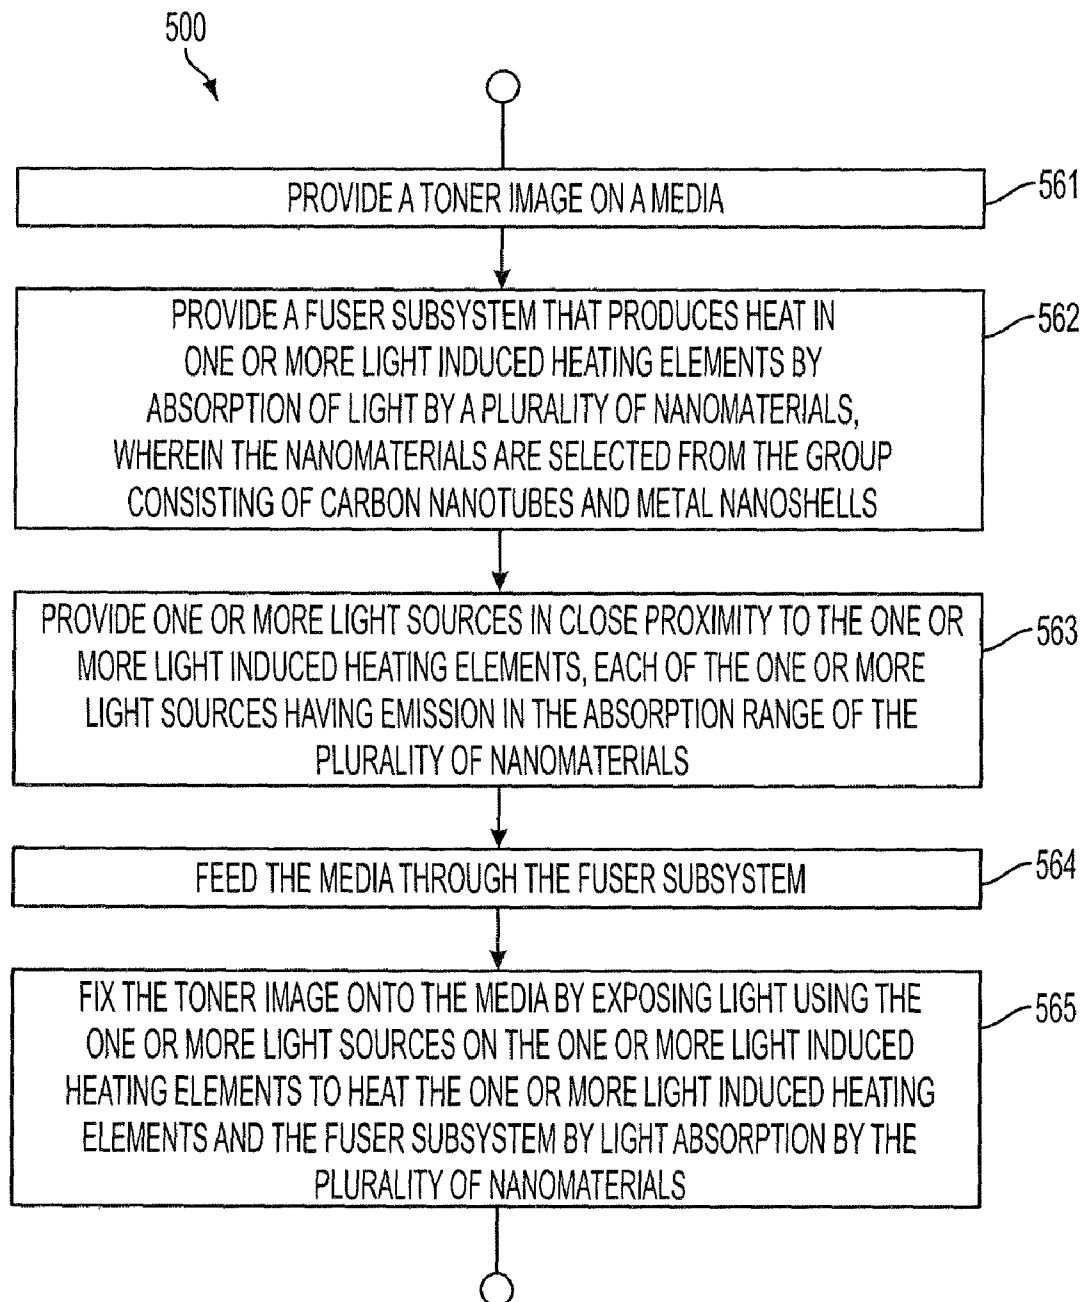 500
PROVIDE A TONER IMAGE ON A MEDIA
561
PROVIDE A FUSER SUBSYSTEM THAT PRODUCES HEAT IN
ONE OR MORE LIGHT INDUCED HEATING ELEMENTS BY
ABSORPTION OF LIGHT BY A PLURALITY OF NANOMATERIALS,
WHEREIN THE NANOMATERIALS ARE SELECTED FROM THE GROUP
CONSISTING OF CARBON NANOTUBES AND METAL NANOSHELLS
562
PROVIDE ONE OR MORE LIGHT SOURCES IN CLOSE PROXIMITY TO THE ONE OR
MORE LIGHT INDUCED HEATING ELEMENTS, EACH OF THE ONE OR MORE
LIGHT SOURCES HAVING EMISSION IN THE ABSORPTION RANGE OF THE
PLURALITY OF NANOMATERIALS
563
FEED THE MEDIA THROUGH THE FUSER SUBSYSTEM
564
FIX THE TONER IMAGE ONTO THE MEDIA BY EXPOSING LIGHT USING THE
ONE OR MORE LIGHT SOURCES ON THE ONE OR MORE LIGHT INDUCED
HEATING ELEMENTS TO HEAT THE ONE OR MORE LIGHT INDUCED HEATING
ELEMENTS AND THE FUSER SUBSYSTEM BY LIGHT ABSORPTION BY THE
PLURALITY OF NANOMATERIALS
565